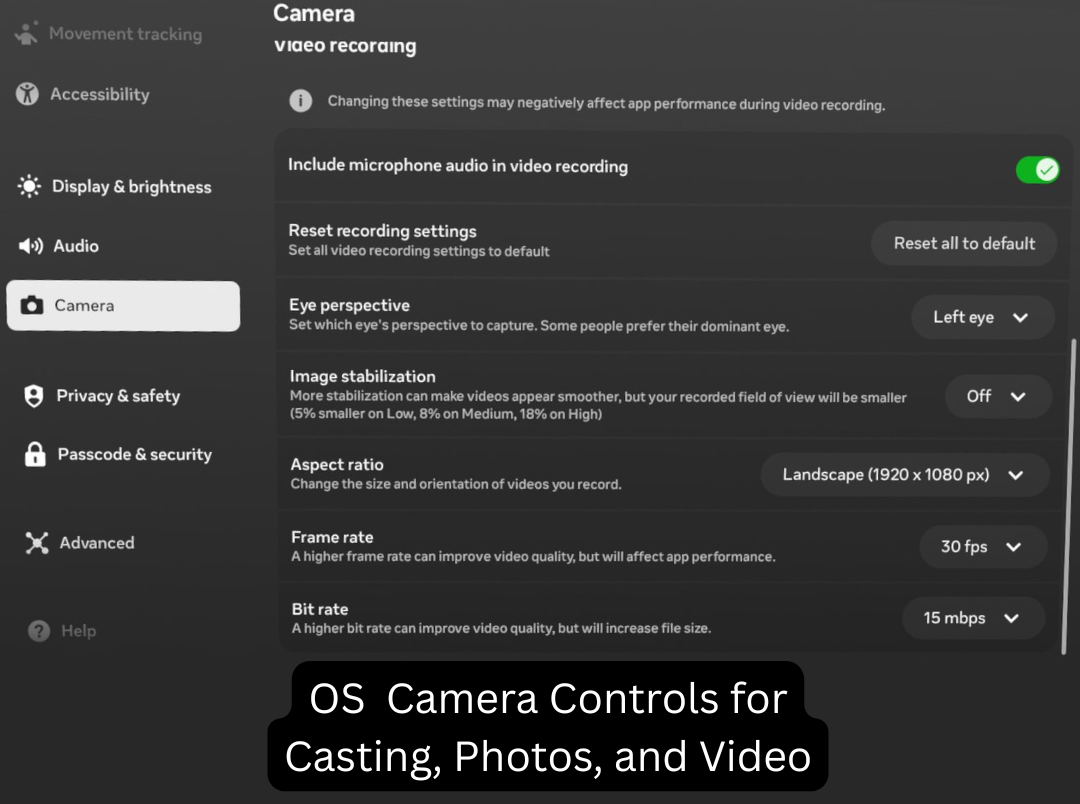 Movement tracking
Accessibility
Display & brightness
Audio
Camera
Privacy & safety
Passcode & security
Advanced
Help
Camera
Video recording
Changing these settings may negatively affect app performance during video recording.
Include microphone audio in video recording
Reset recording settings
Set all video recording settings to default
Reset all to default
Eye perspective
Set which eye's perspective to capture. Some people prefer their dominant eye.
Left eye
Image stabilization
More stabilization can make videos appear smoother, but your recorded field of view will be smaller
(5% smaller on Low, 8% on Medium, 18% on High)
Off
Aspect ratio
Change the size and orientation of videos you record.
Landscape (1920 x 1080 px)
Frame rate
A higher frame rate can improve video quality, but will affect app performance.
30 fps
Bit rate
A higher bit rate can improve video quality, but will increase file size.
15 mbps
OS Camera Controls for
Casting, Photos, and Video